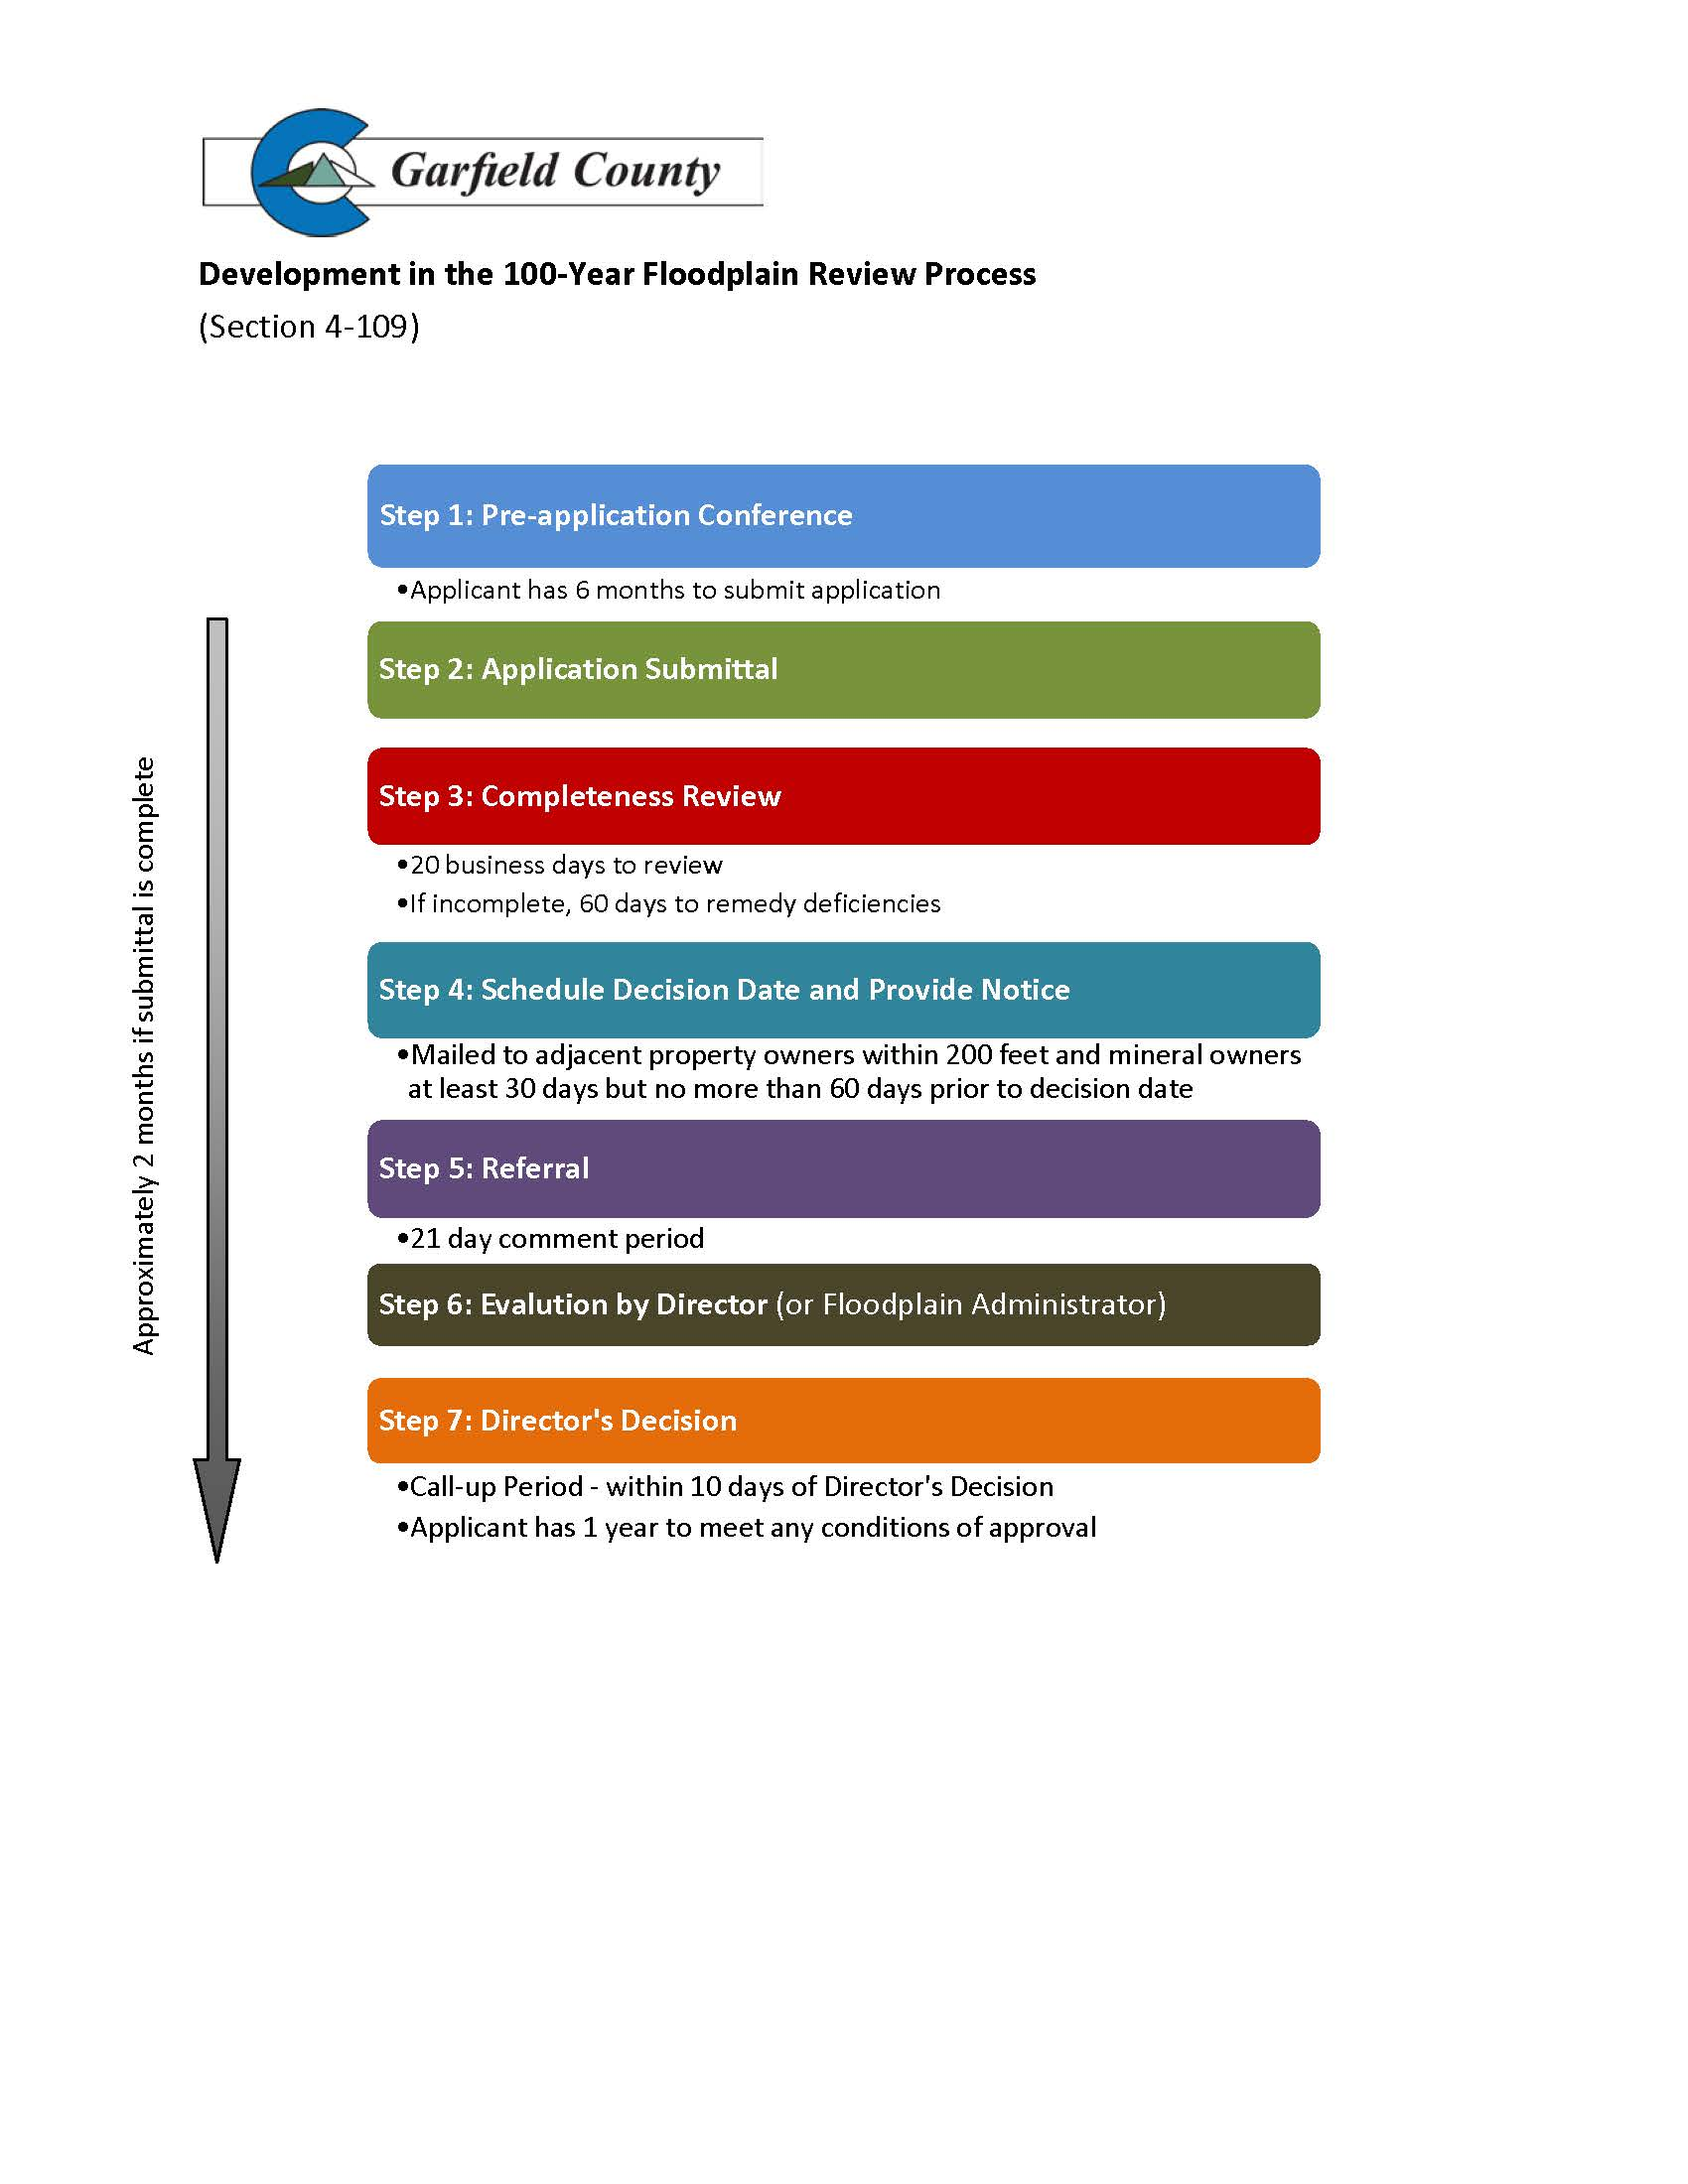 Garfield County
Development in the 100-Year Floodplain Review Process
(Section 4-109)
Step 1: Pre-application Conference
•Applicant has 6 months to submit application
Step 2: Application Submittal
Step 3: Completeness Review
•20 business days to review
•If incomplete, 60 days to remedy deficiencies
Step 4: Schedule Decision Date and Provide Notice
•Mailed to adjacent property owners within 200 feet and mineral owners
at least 30 days but no more than 60 days prior to decision date
Step 5: Referral
•21 day comment period
Step 6: Evalution by Director (or Floodplain Administrator)
Step 7: Director's Decision
•Call-up Period - within 10 days of Director's Decision
•Applicant has 1 year to meet any conditions of approval
Approximately 2 months if submittal is complete